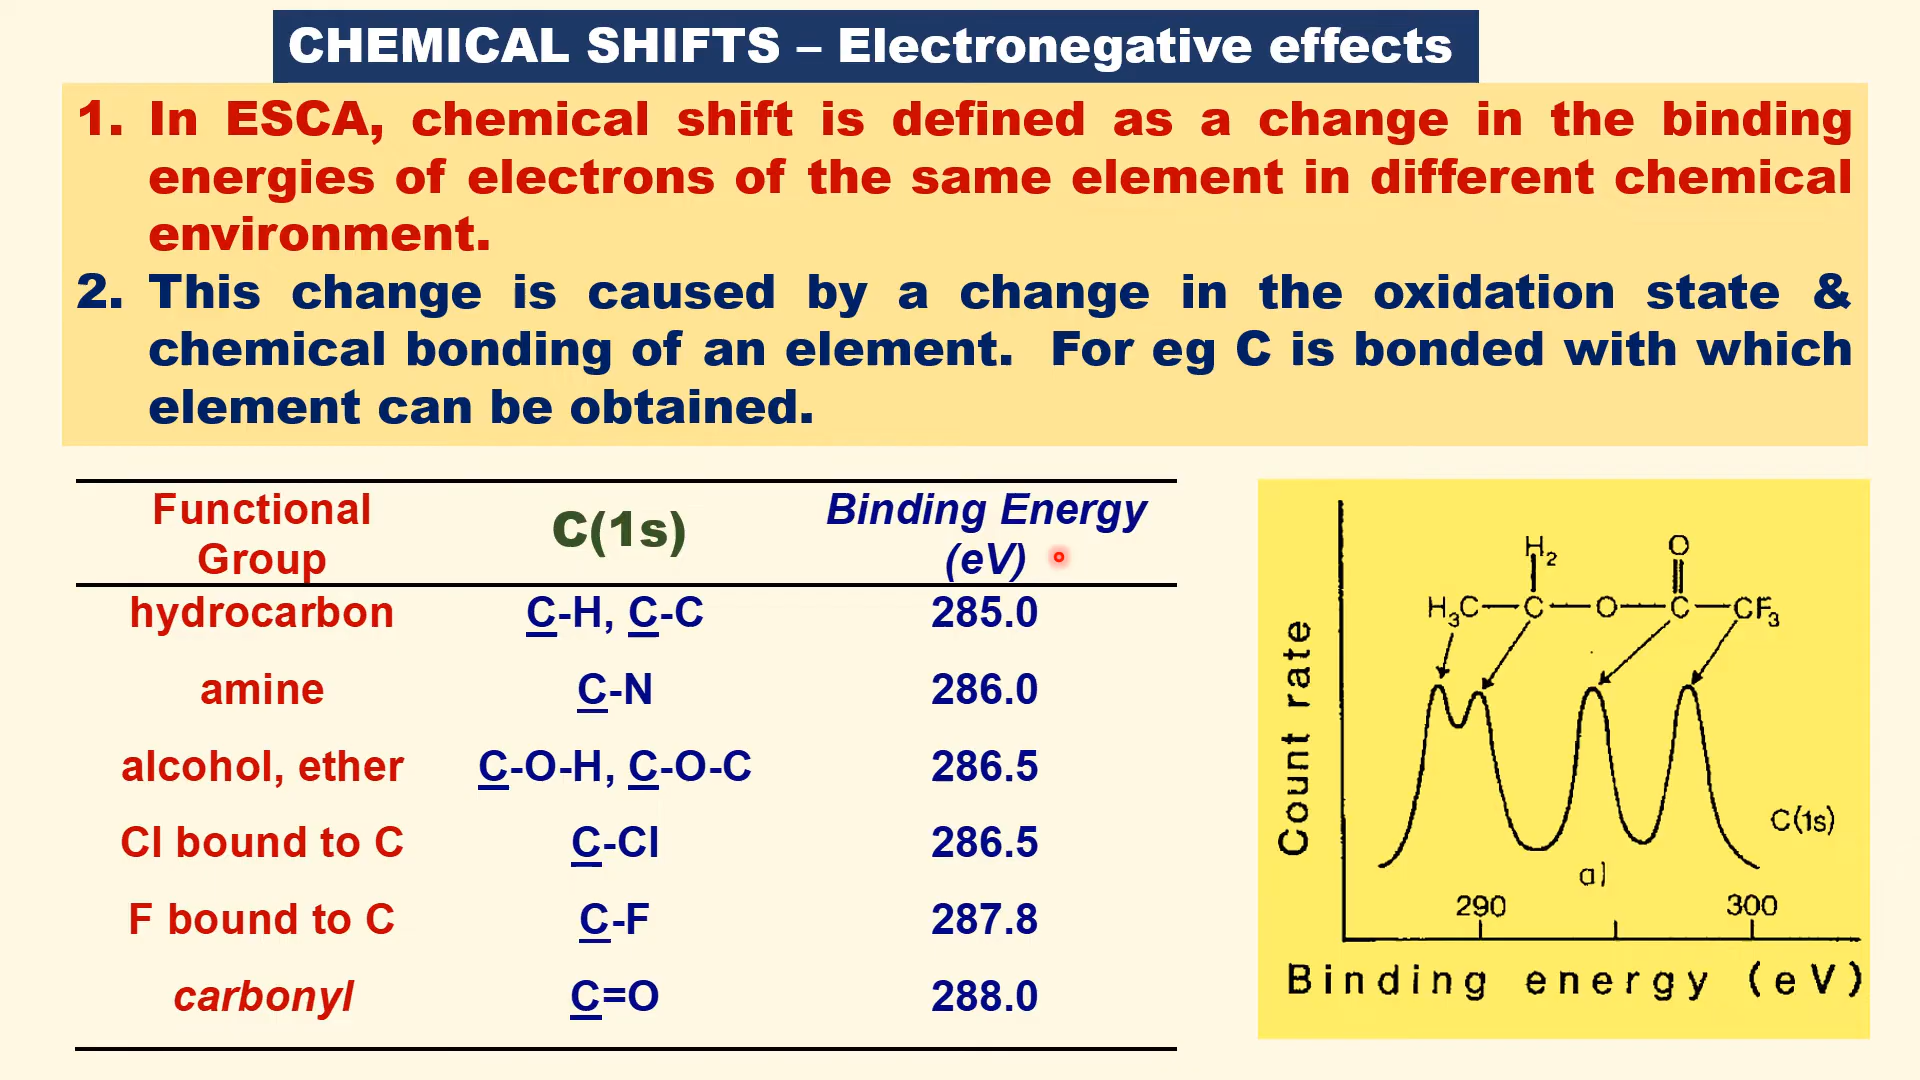 CHEMICAL SHIFTS – Electronegative effects
1. In ESCA, chemical shift is defined as a change in the binding
energies of electrons of the same element in different chemical
environment.
2. This change is caused by a change in the oxidation state &
chemical bonding of an element. For eg C is bonded with which
element can be obtained.
Functional
Group
C(1s)
Binding Energy
(eV)
hydrocarbon C-H, C-C 285.0
amine C-N 286.0
alcohol, ether C-O-H, C-O-C 286.5
Cl bound to C C-Cl 286.5
F bound to C C-F 287.8
carbonyl C=O 288.0
H2 O
H3C C O C CF3
Count rate
C(1s)
a)
290 300
Binding energy (eV)